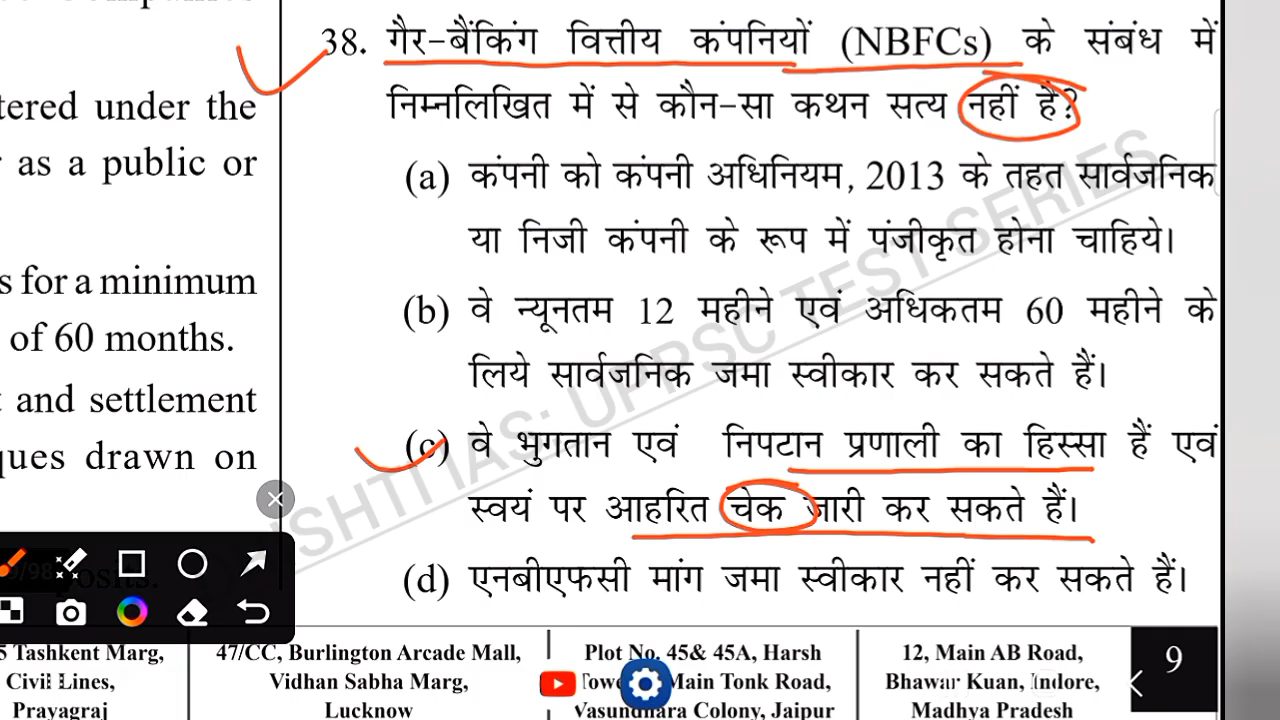 tered under the
as a public or
s for a minimum
of 60 months.
and settlement
ques drawn on
38. गैर-बैंकिंग वित्तीय कंपनियों (NBFCs) के संबंध में
निम्नलिखित में से कौन-सा कथन सत्य नहीं है?
(a) कंपनी को कंपनी अधिनियम, 2013 के तहत सार्वजनिक
या निजी कंपनी के रूप में पंजीकृत होना चाहिये।
(b) वे न्यूनतम 12 महीने एवं अधिकतम 60 महीने के
लिये सार्वजनिक जमा स्वीकार कर सकते हैं।
(c) वे भुगतान एवं निपटान प्रणाली का हिस्सा हैं एवं
स्वयं पर आहरित चेक जारी कर सकते हैं।
(d) एनबीएफसी मांग जमा स्वीकार नहीं कर सकते हैं।
ISHTI IAS: UPPSC TEST SERIES
5 Tashkent Marg,
Civil Lines,
Prayagraj
47/CC, Burlington Arcade Mall,
Vidhan Sabha Marg,
Lucknow
Plot No. 45& 45A, Harsh
Main Tonk Road,
Vasundhara Colony, Jaipur
12, Main AB Road,
Bhawar Kuan, Indore,
Madhya Pradesh
9